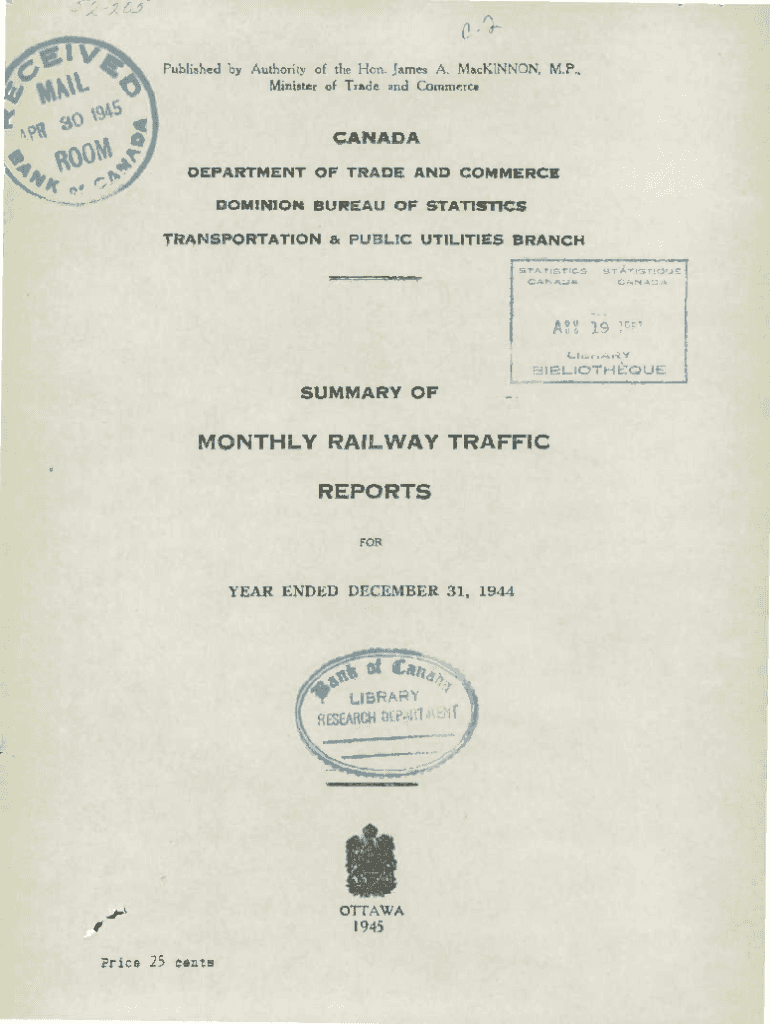 52-205
c.2
Published by Authority of the Hon. James A. MacKINNON, M.P.,
Minister of Trade and Commerce
RECEIVED
MAIL
APR 30 1945
ROOM
BANK OF CANADA
CANADA
DEPARTMENT OF TRADE AND COMMERCE
DOMINION BUREAU OF STATISTICS
TRANSPORTATION & PUBLIC UTILITIES BRANCH
STATISTICS STATISTIQUE
CANADA CANADA
19
LIBRARY
BIBLIOTHÈQUE
SUMMARY OF
MONTHLY RAILWAY TRAFFIC
REPORTS
FOR
YEAR ENDED DECEMBER 31, 1944
Bank of Canada
LIBRARY
RESEARCH DEPARTMENT
OTTAWA
1945
Price 25 cents